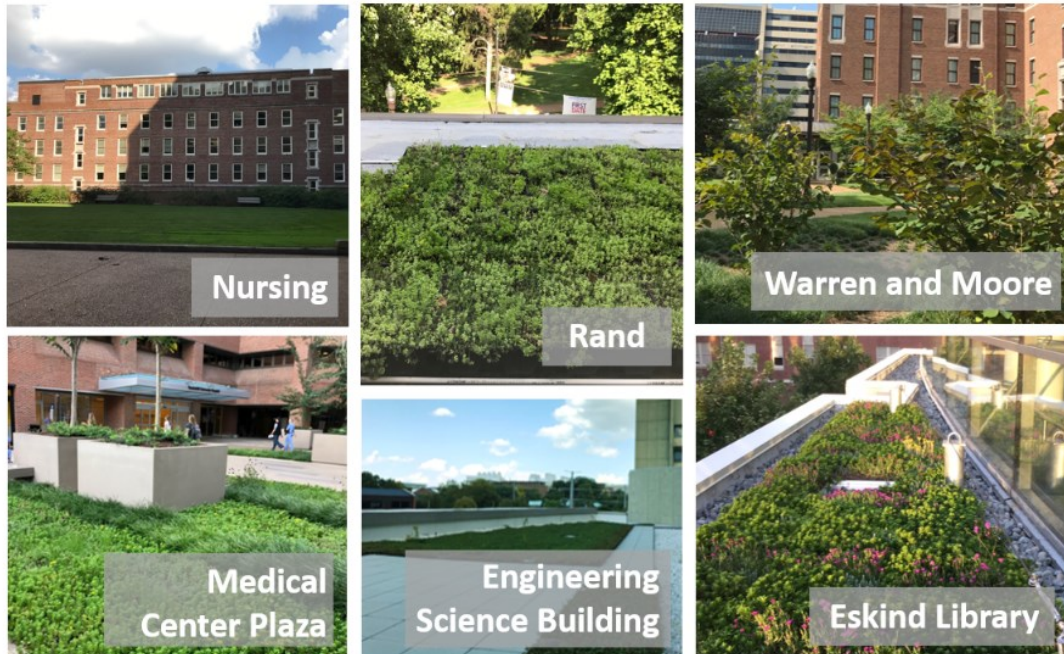 Nursing
Rand
Warren and Moore
Medical
Center Plaza
Engineering
Science Building
Eskind Library